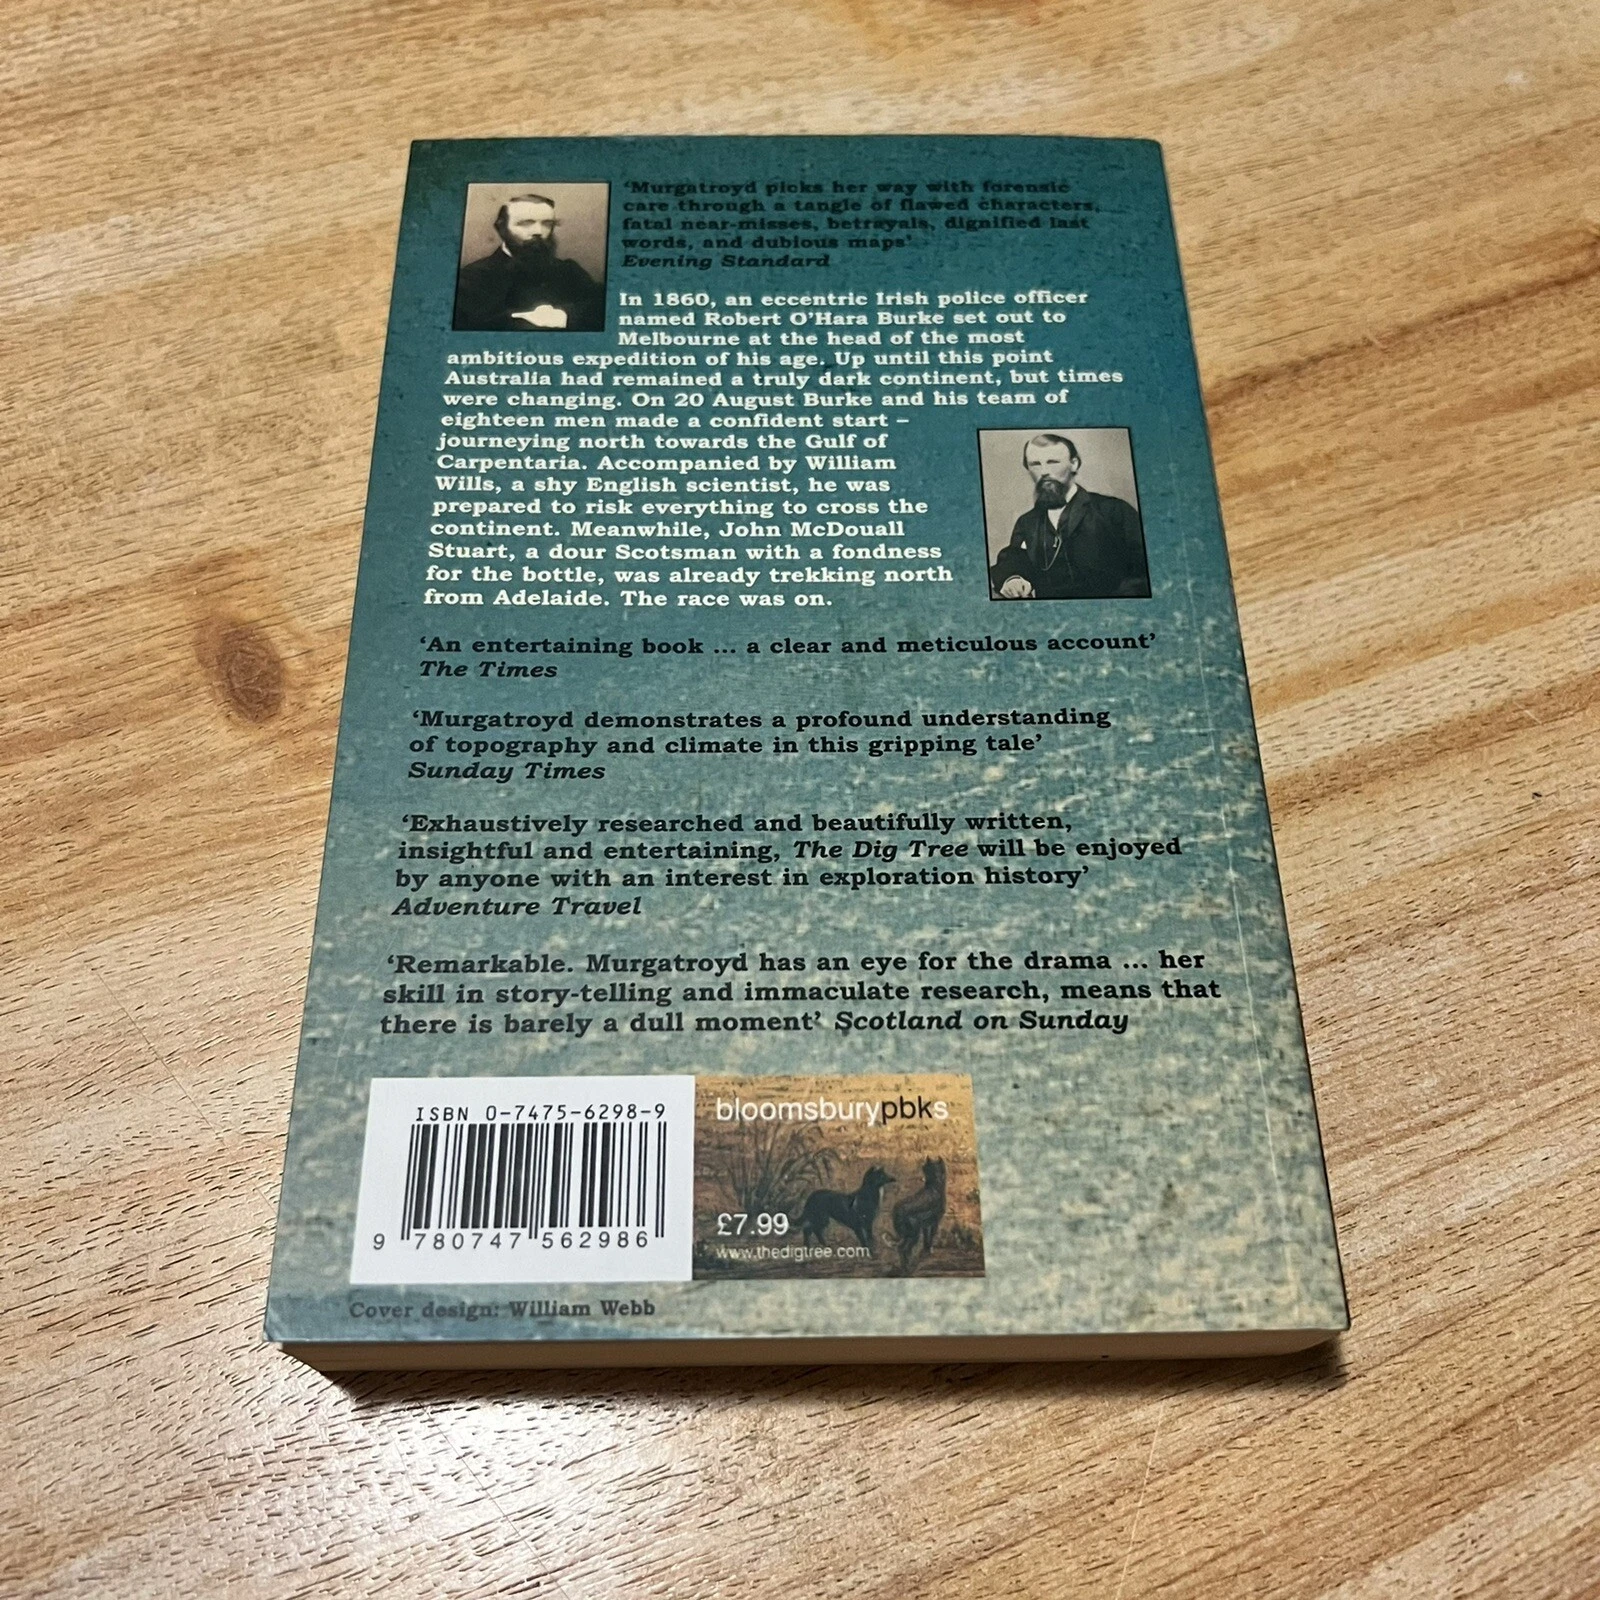 ‘Murgatroyd picks her way with forensic
care through a tangle of flawed characters,
fatal near-misses, betrayals, dignified last
words, and dubious maps’
Evening Standard
In 1860, an eccentric Irish police officer
named Robert O’Hara Burke set out to
Melbourne at the head of the most
ambitious expedition of his age. Up until this point
Australia had remained a truly dark continent, but times
were changing. On 20 August Burke and his team of
eighteen men made a confident start –
journeying north towards the Gulf of
Carpentaria. Accompanied by William
Wills, a shy English scientist, he was
prepared to risk everything to cross the
continent. Meanwhile, John McDouall
Stuart, a dour Scotsman with a fondness
for the bottle, was already trekking north
from Adelaide. The race was on.
‘An entertaining book ... a clear and meticulous account’
The Times
‘Murgatroyd demonstrates a profound understanding
of topography and climate in this gripping tale’
Sunday Times
‘Exhaustively researched and beautifully written,
insightful and entertaining, The Dig Tree will be enjoyed
by anyone with an interest in exploration history’
Adventure Travel
‘Remarkable. Murgatroyd has an eye for the drama ... her
skill in story-telling and immaculate research, means that
there is barely a dull moment’ Scotland on Sunday
ISBN 0-7475-6298-9
9 780747 562986
bloomsburypbks
£7.99
www.thedigtree.com
Cover design: William Webb